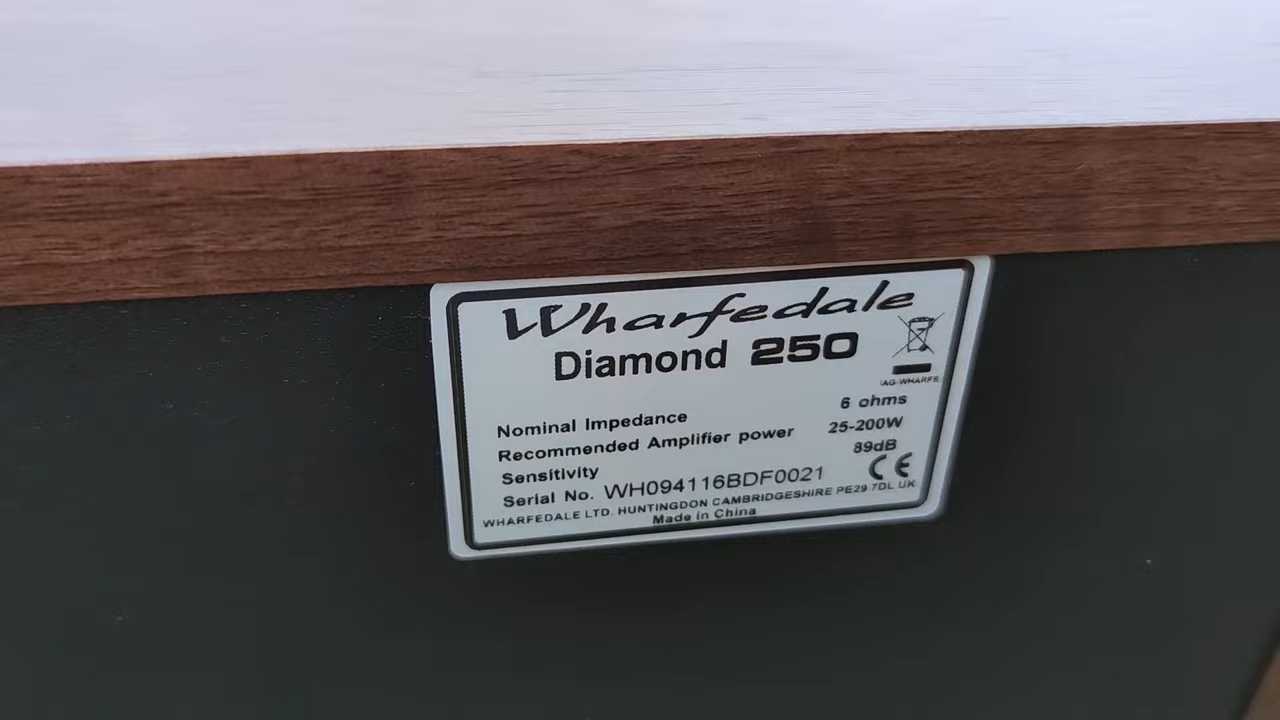 Wharfedale
Diamond 250
IAG-WHARFE
Nominal Impedance 6 ohms
Recommended Amplifier power 25-200W
Sensitivity 89dB
Serial No. WH094116BDF0021
CE
WHARFEDALE LTD. HUNTINGDON CAMBRIDGESHIRE PE29 7DL UK
Made in China